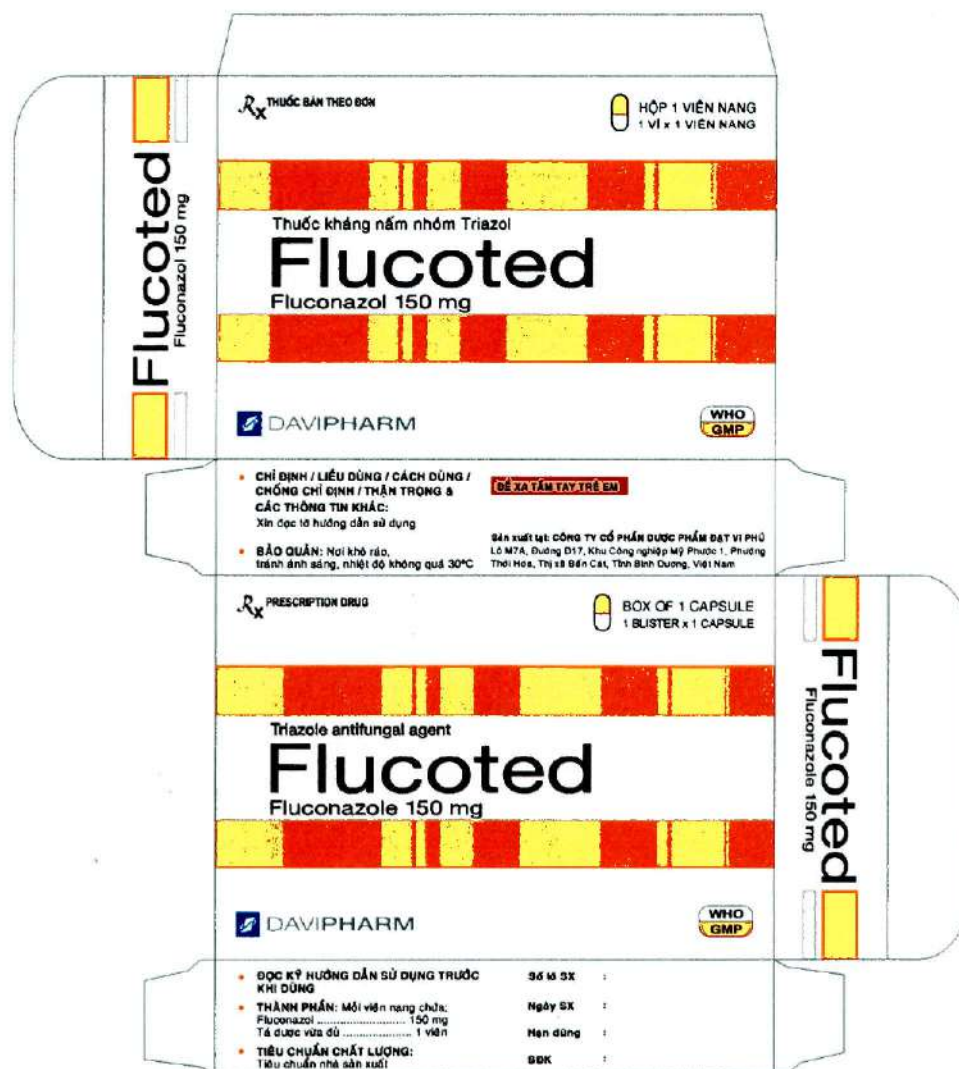 Flucoted
Fluconazol 150 mg
Rx THUỐC BÁN THEO ĐƠN
HỘP 1 VIÊN NANG
1 VỈ x 1 VIÊN NANG
Thuốc kháng nấm nhóm Triazol
Flucoted
Fluconazol 150 mg
DAVIPHARM
WHO
GMP
• CHỈ ĐỊNH / LIỀU DÙNG / CÁCH DÙNG /
CHỐNG CHỈ ĐỊNH / THẬN TRỌNG &
CÁC THÔNG TIN KHÁC:
Xin đọc tờ hướng dẫn sử dụng
• BẢO QUẢN: Nơi khô ráo,
tránh ánh sáng, nhiệt độ không quá 30°C
ĐỂ XA TẦM TAY TRẺ EM
Sản xuất tại: CÔNG TY CỔ PHẦN DƯỢC PHẨM ĐẠT VI PHÚ
Lô M7A, Đường D17, Khu Công nghiệp Mỹ Phước 1, Phường
Thới Hòa, Thị xã Bến Cát, Tỉnh Bình Dương, Việt Nam
Rx PRESCRIPTION DRUG
BOX OF 1 CAPSULE
1 BLISTER x 1 CAPSULE
Triazole antifungal agent
Flucoted
Fluconazole 150 mg
DAVIPHARM
WHO
GMP
Flucoted
Fluconazole 150 mg
• ĐỌC KỸ HƯỚNG DẪN SỬ DỤNG TRƯỚC
KHI DÙNG
• THÀNH PHẦN: Mỗi viên nang chứa:
Fluconazol .......................... 150 mg
Tá dược vừa đủ .................... 1 viên
• TIÊU CHUẨN CHẤT LƯỢNG:
Tiêu chuẩn nhà sản xuất
Số lô SX :
Ngày SX :
Hạn dùng :
SĐK :